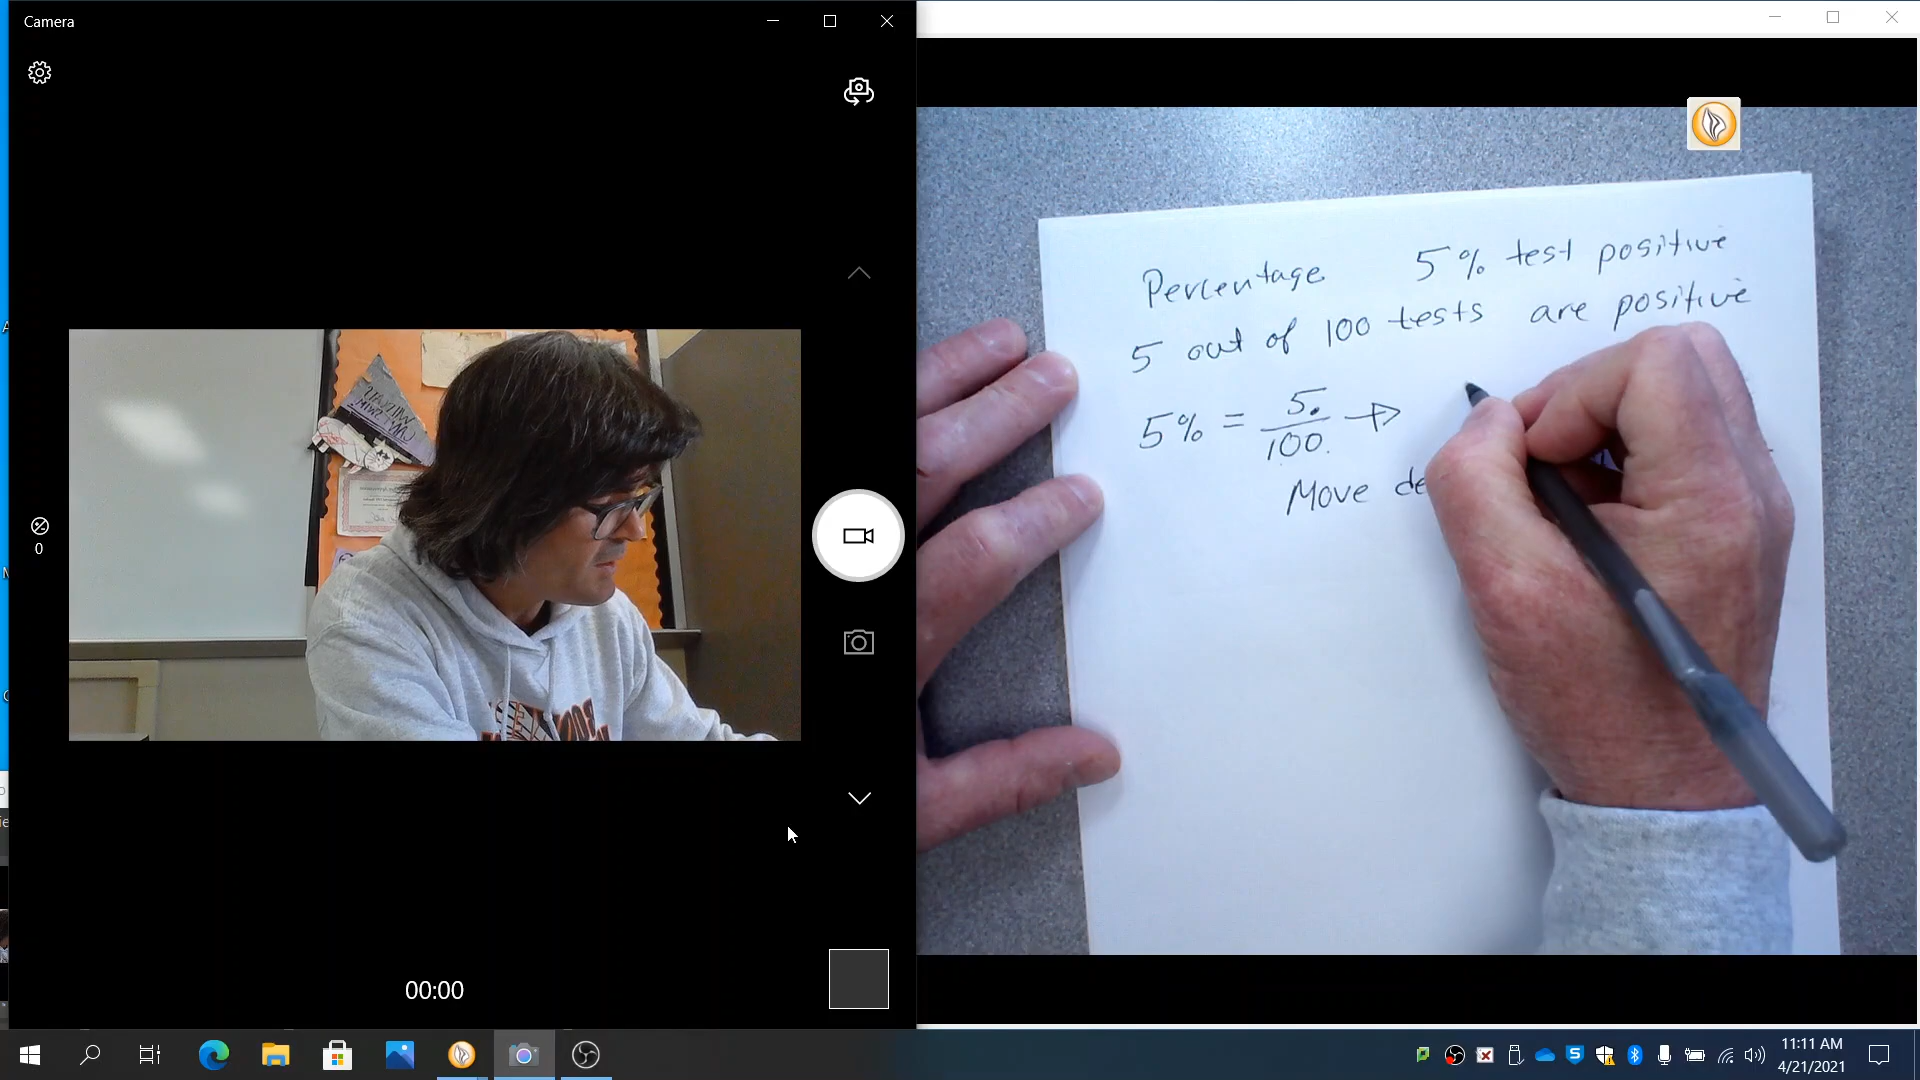 Camera
0
00:00
Percentage 5% test positive
5 out of 100 tests are positive
5% = 5. / 100. →
Move de
11:11 AM
4/21/2021